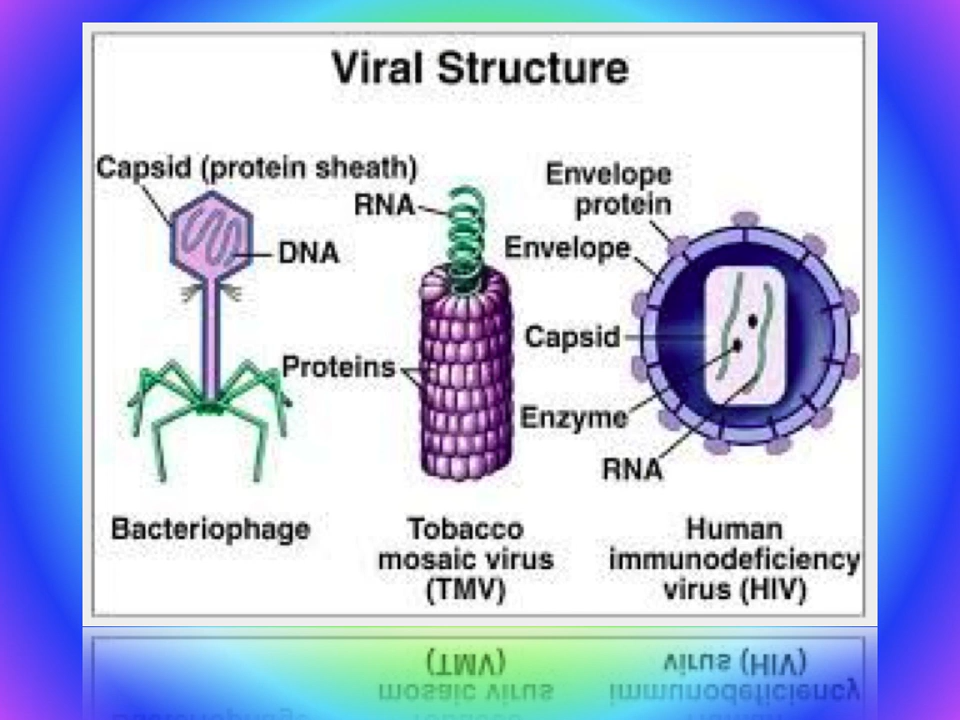 Viral Structure
Capsid (protein sheath)
DNA
Bacteriophage
RNA
Proteins
Tobacco
mosaic virus
(TMV)
Envelope
protein
Envelope
Capsid
Enzyme
RNA
Human
immunodeficiency
virus (HIV)